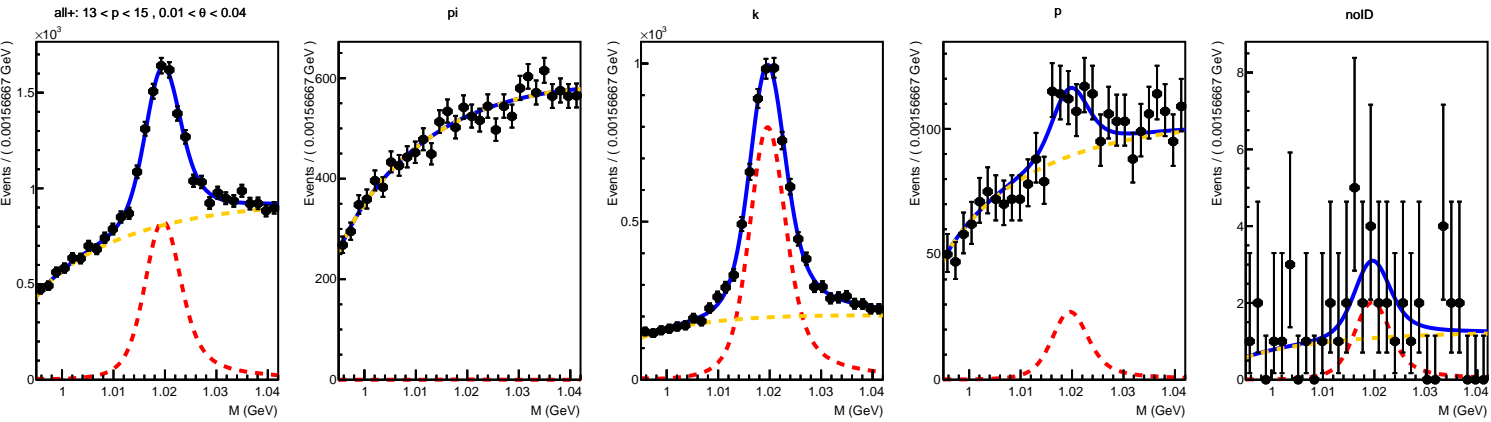 all+: 13 < p < 15 , 0.01 < θ < 0.04
×10³
Events / ( 0.00156667 GeV )
1.5
1
0.5
0
1 1.01 1.02 1.03 1.04
M (GeV)
pi
Events / ( 0.00156667 GeV )
600
400
200
0
1 1.01 1.02 1.03 1.04
M (GeV)
k
×10³
Events / ( 0.00156667 GeV )
1
0.5
0
1 1.01 1.02 1.03 1.04
M (GeV)
p
Events / ( 0.00156667 GeV )
100
50
0
1 1.01 1.02 1.03 1.04
M (GeV)
noID
Events / ( 0.00156667 GeV )
8
6
4
2
0
1 1.01 1.02 1.03 1.04
M (GeV)